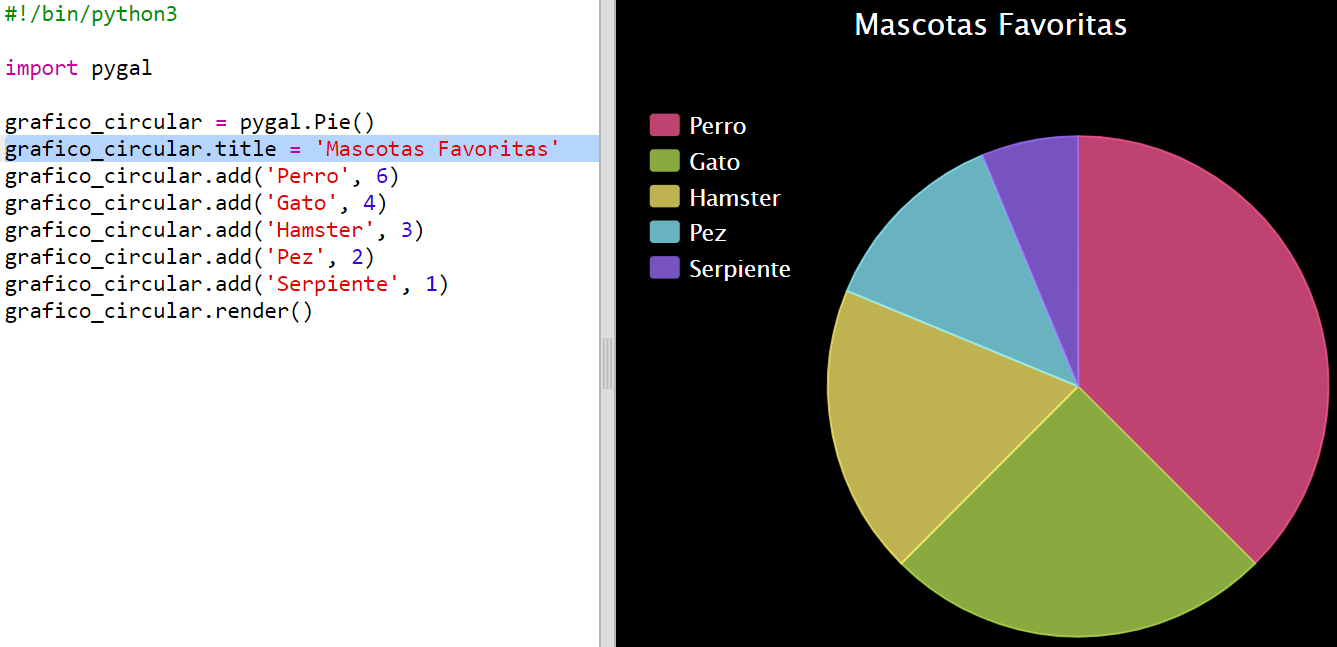 #!/bin/python3
import pygal
grafico_circular = pygal.Pie()
grafico_circular.title = 'Mascotas Favoritas'
grafico_circular.add('Perro', 6)
grafico_circular.add('Gato', 4)
grafico_circular.add('Hamster', 3)
grafico_circular.add('Pez', 2)
grafico_circular.add('Serpiente', 1)
grafico_circular.render()
Mascotas Favoritas
Perro
Gato
Hamster
Pez
Serpiente